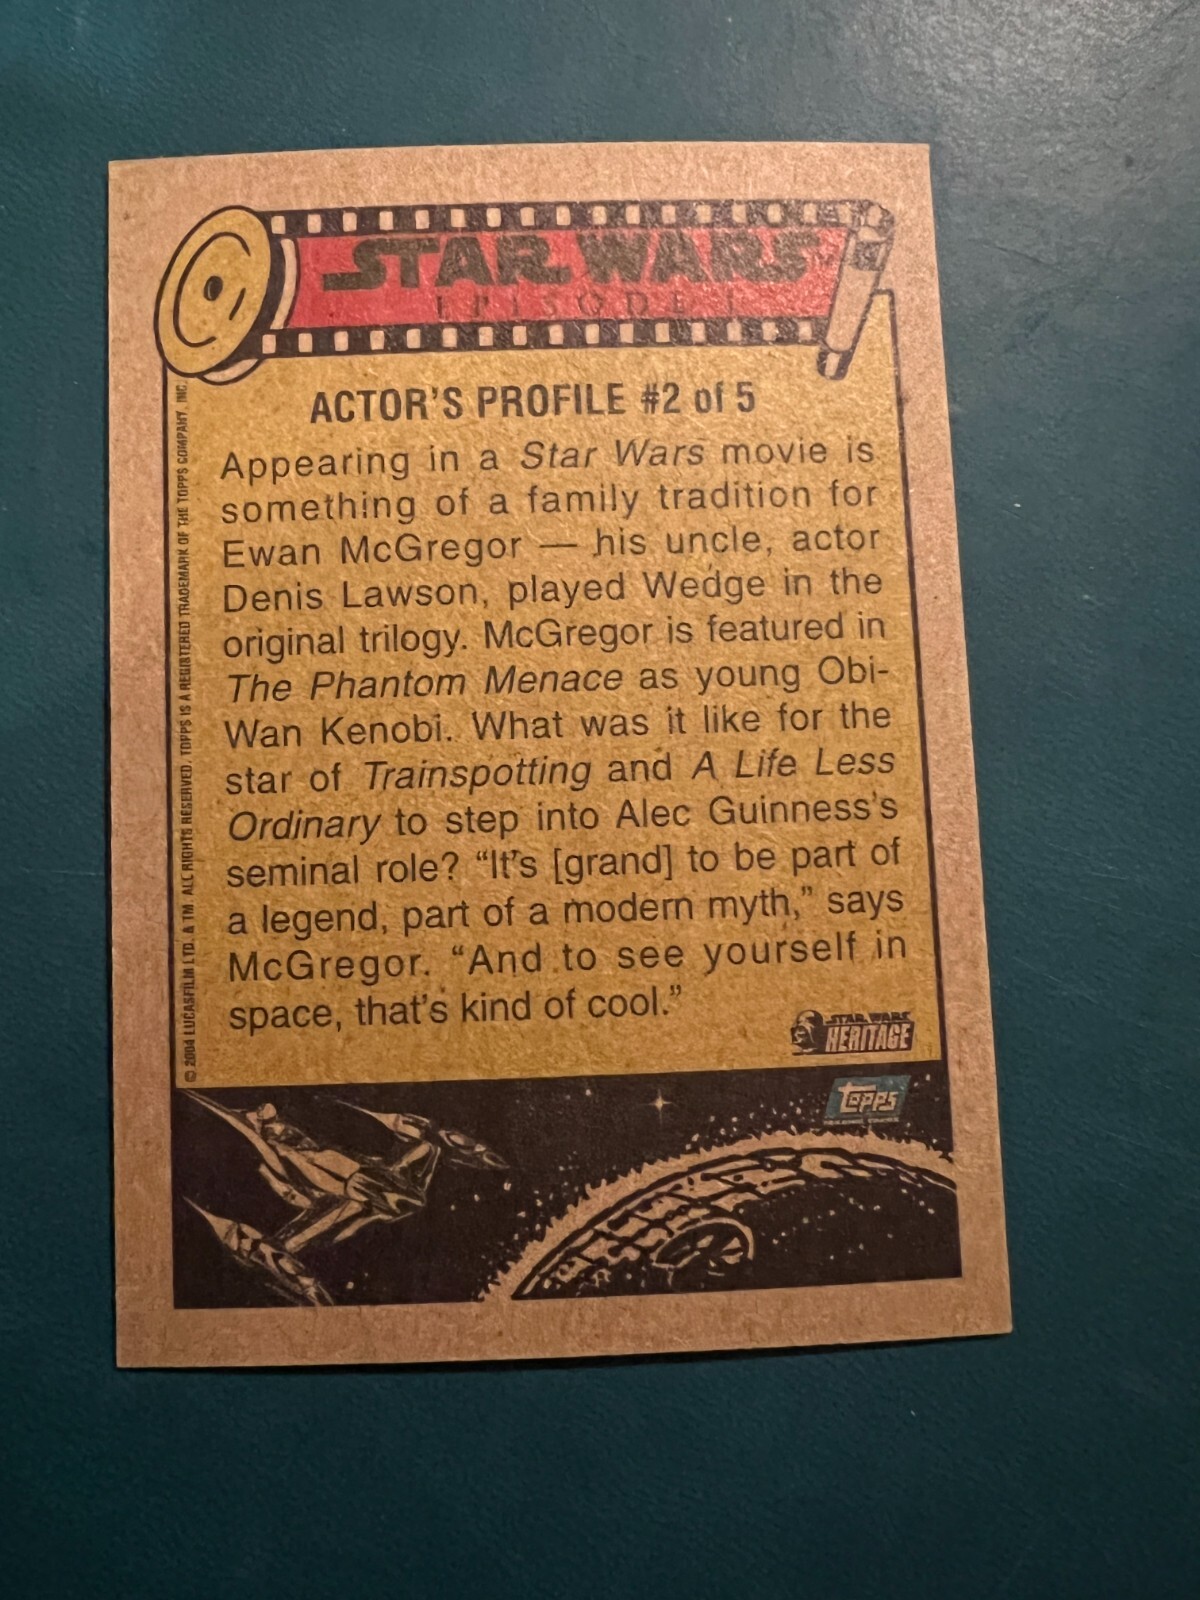 STAR WARS
EPISODE I
ACTOR'S PROFILE #2 of 5
Appearing in a Star Wars movie is
something of a family tradition for
Ewan McGregor — his uncle, actor
Denis Lawson, played Wedge in the
original trilogy. McGregor is featured in
The Phantom Menace as young Obi-
Wan Kenobi. What was it like for the
star of Trainspotting and A Life Less
Ordinary to step into Alec Guinness's
seminal role? “It's [grand] to be part of
a legend, part of a modern myth,” says
McGregor. “And to see yourself in
space, that's kind of cool.”
STAR WARS
HERITAGE
TOPPS
© 2004 LUCASFILM LTD. & TM. ALL RIGHTS RESERVED. TOPPS IS A REGISTERED TRADEMARK OF THE TOPPS COMPANY, INC.